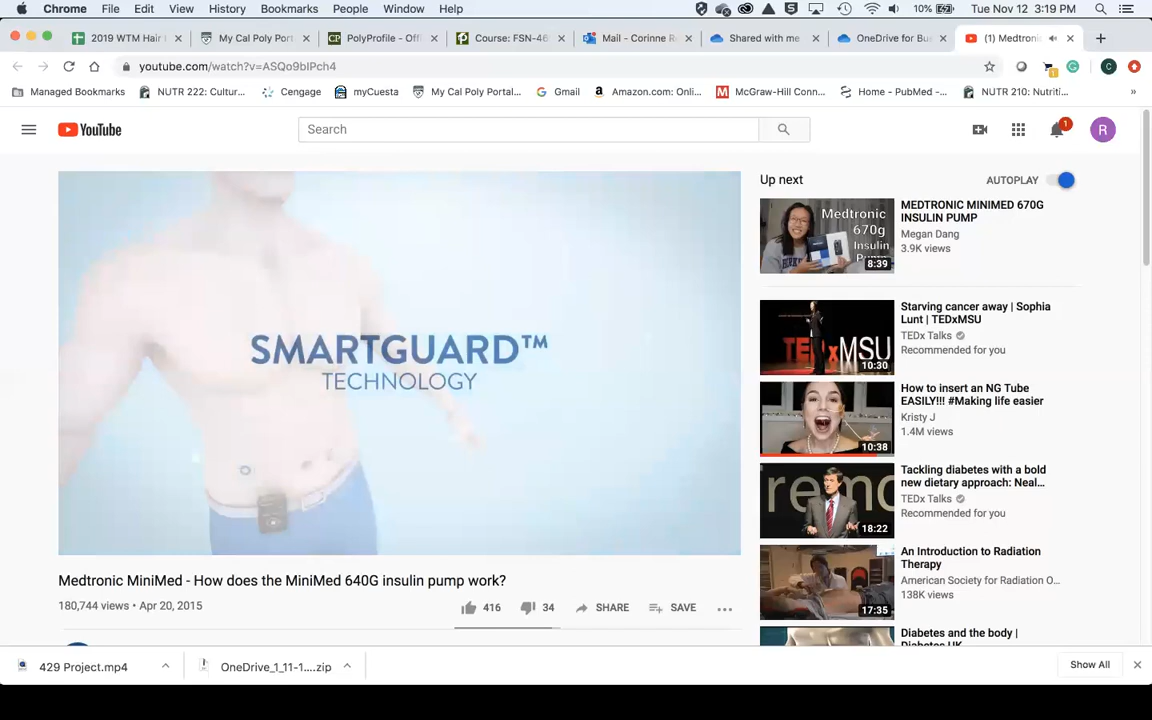 Chrome File Edit View History Bookmarks People Window Help 10% Tue Nov 12 3:19 PM
2019 WTM Hair My Cal Poly Port PolyProfile - Offi Course: FSN-46 Mail - Corinne R Shared with me OneDrive for Bu (1) Medtronic
youtube.com/watch?v=ASQo9bIPch4 C
Managed Bookmarks NUTR 222: Cultur... Cengage myCuesta My Cal Poly Portal... Gmail Amazon.com: Onli... McGraw-Hill Conn... Home - PubMed -... NUTR 210: Nutriti... »
YouTube Search 1 R
SMARTGUARD™
TECHNOLOGY
Medtronic MiniMed - How does the MiniMed 640G insulin pump work?
180,744 views • Apr 20, 2015
416 34 SHARE SAVE ...
Up next AUTOPLAY
Medtronic
670g
Insulin
8:39
MEDTRONIC MINIMED 670G
INSULIN PUMP
Megan Dang
3.9K views
TEDxMSU
10:30
Starving cancer away | Sophia
Lunt | TEDxMSU
TEDx Talks
Recommended for you
10:38
How to insert an NG Tube
EASILY!!! #Making life easier
Kristy J
1.4M views
18:22
Tackling diabetes with a bold
new dietary approach: Neal...
TEDx Talks
Recommended for you
17:35
An Introduction to Radiation
Therapy
American Society for Radiation O...
138K views
Diabetes and the body |
Diabetes UK
429 Project.mp4 OneDrive_1_11-1....zip Show All